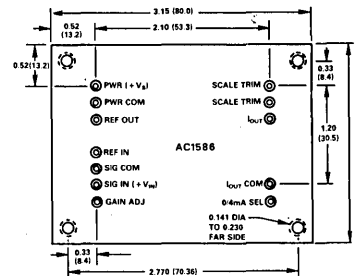 3.15 (80.0)
0.52
(13.2)
2.10 (53.3)
0.52(13.2)
0.33
(8.4)
PWR (+VS)
SCALE TRIM
PWR COM
SCALE TRIM
REF OUT
IOUT
1.20
(30.5)
AC1586
REF IN
SIG COM
SIG IN (+VIN)
IOUT COM
GAIN ADJ
0/4mA SEL
0.141 DIA
TO 0.230
FAR SIDE
0.33
(8.4)
2.770 (70.36)